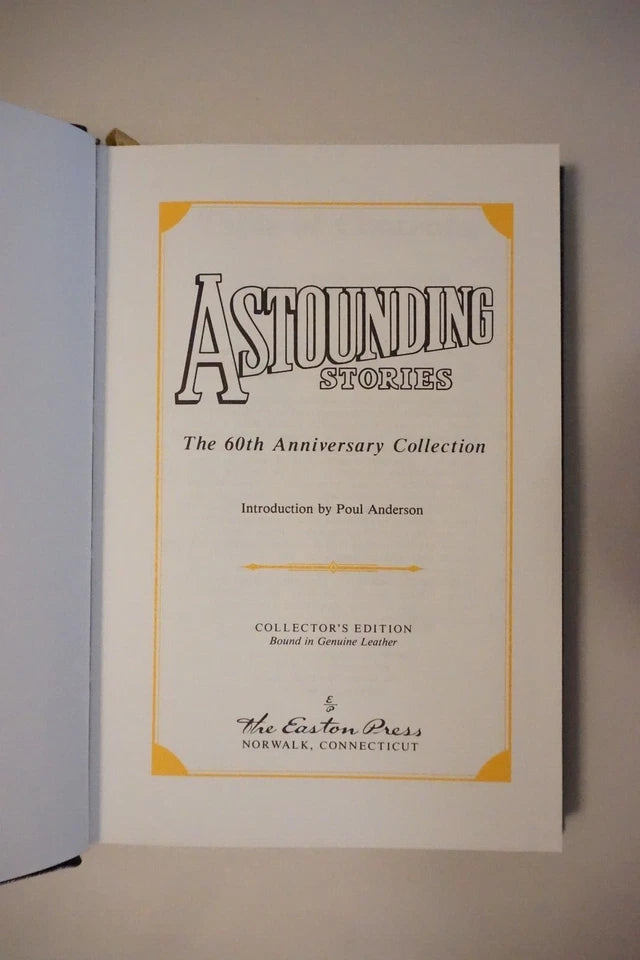 ASTOUNDING
STORIES
The 60th Anniversary Collection
Introduction by Poul Anderson
COLLECTOR'S EDITION
Bound in Genuine Leather
E
P
The Easton Press
NORWALK, CONNECTICUT